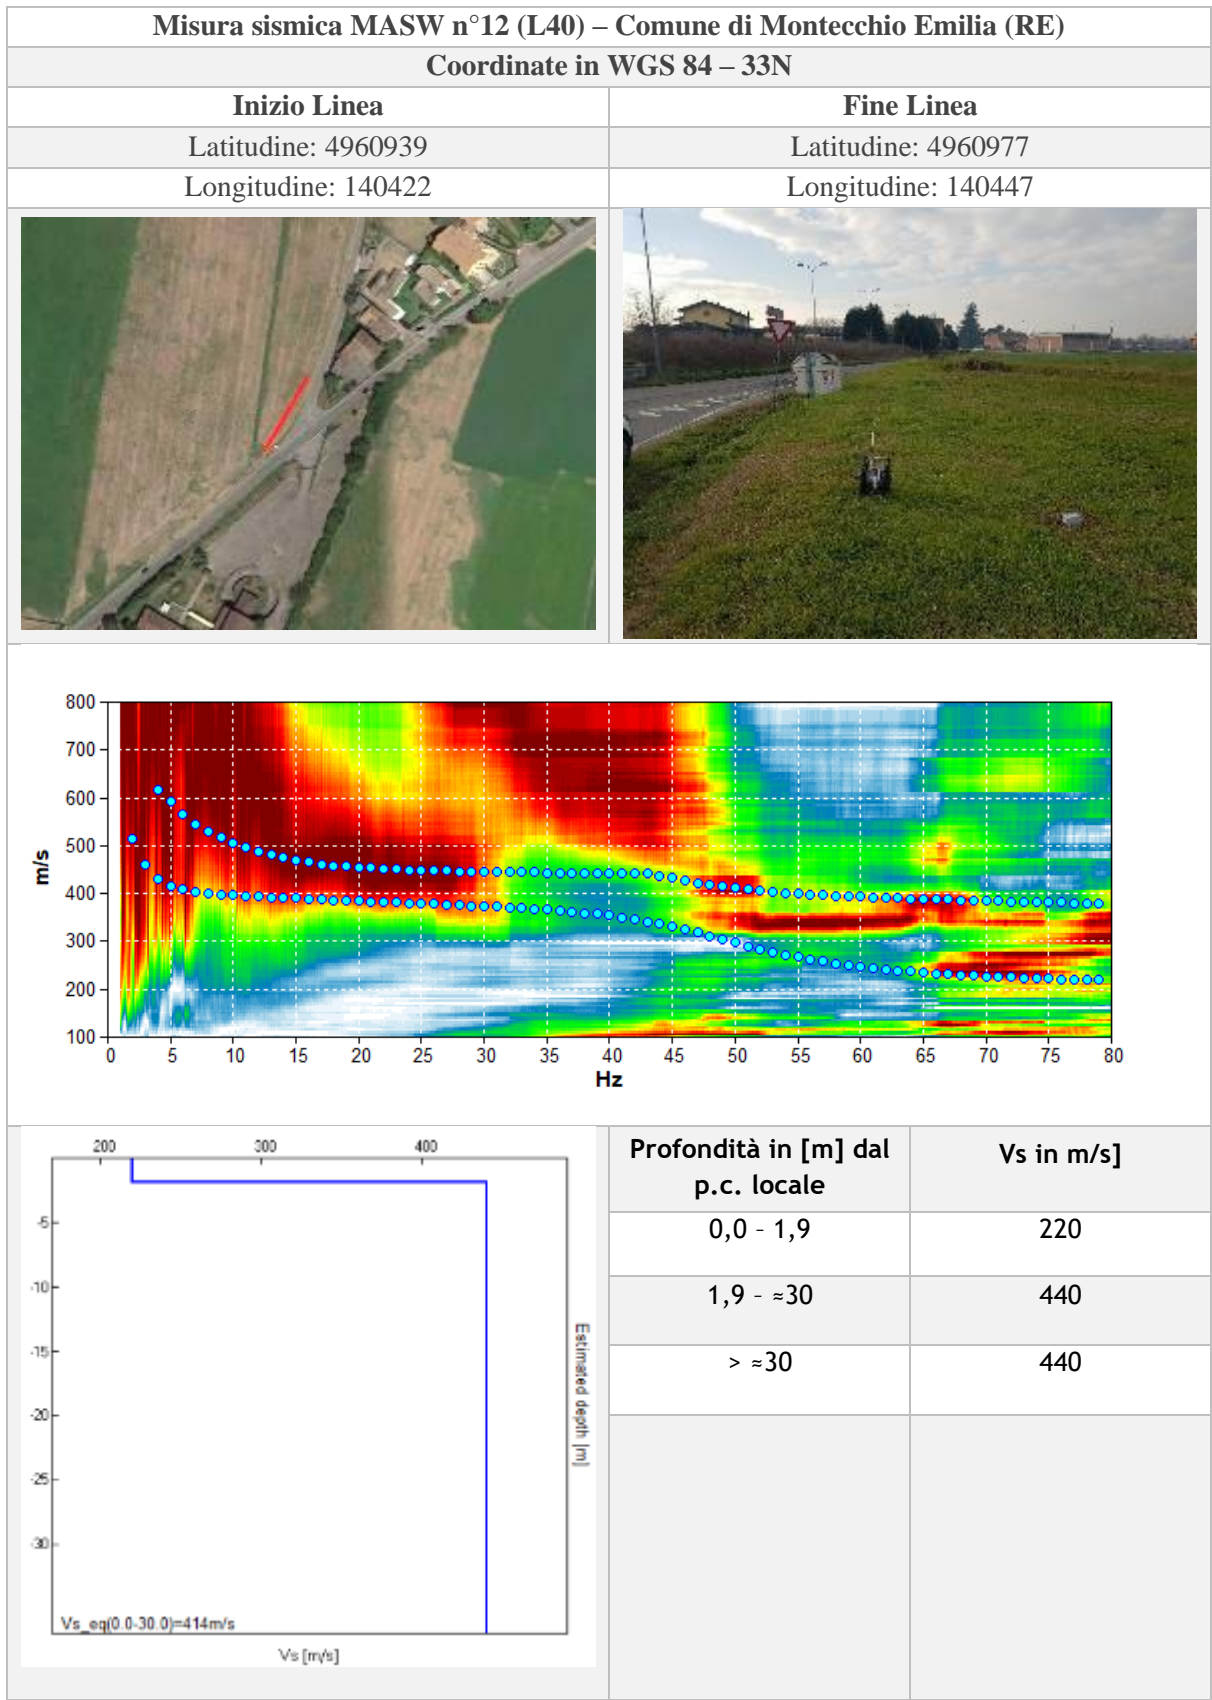 Misura sismica MASW n°12 (L40) – Comune di Montecchio Emilia (RE)
Coordinate in WGS 84 – 33N
Inizio Linea
Fine Linea
Latitudine: 4960939
Latitudine: 4960977
Longitudine: 140422
Longitudine: 140447
800
700
600
500
400
300
200
100
m/s
0 5 10 15 20 25 30 35 40 45 50 55 60 65 70 75 80
Hz
200 300 400
-5
-10
-15
-20
-25
-30
Estimated depth [m]
Vs_eq(0.0-30.0)=414m/s
Vs [m/s]
Profondità in [m] dal
p.c. locale
Vs in m/s]
0,0 – 1,9
220
1,9 – ≈30
440
> ≈30
440